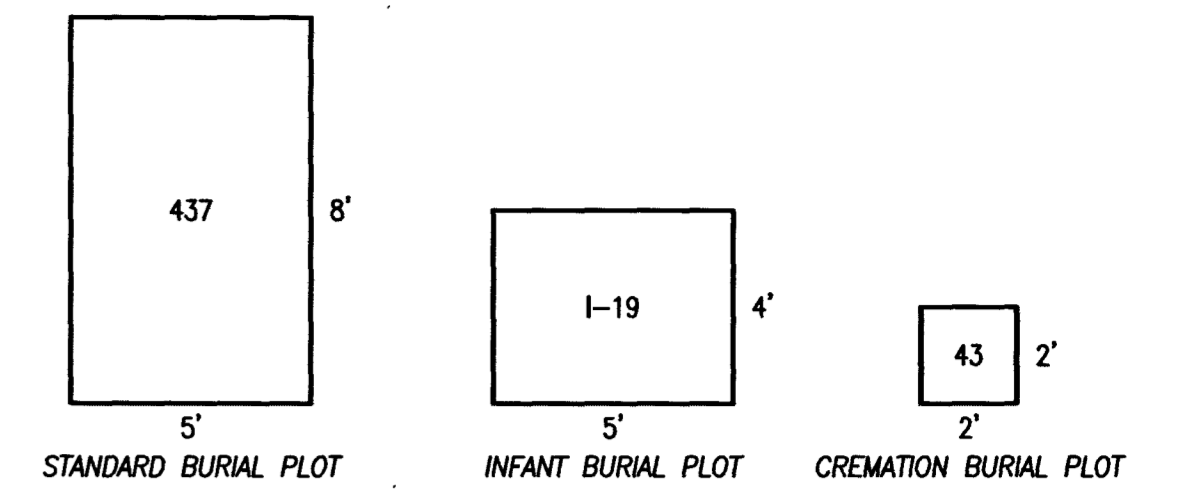 437
8'
5'
STANDARD BURIAL PLOT
I-19
4'
5'
INFANT BURIAL PLOT
43
2'
2'
CREMATION BURIAL PLOT